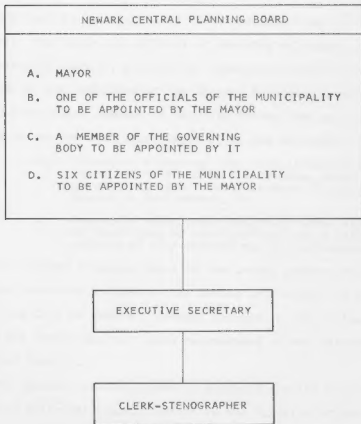 NEWARK CENTRAL PLANNING BOARD
A. MAYOR
B. ONE OF THE OFFICIALS OF THE MUNICIPALITY
TO BE APPOINTED BY THE MAYOR
C. A MEMBER OF THE GOVERNING
BODY TO BE APPOINTED BY IT
D. SIX CITIZENS OF THE MUNICIPALITY
TO BE APPOINTED BY THE MAYOR
EXECUTIVE SECRETARY
CLERK-STENOGRAPHER